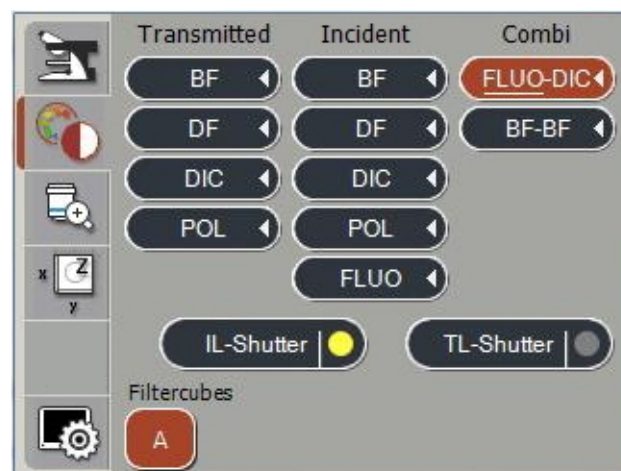 Transmitted Incident Combi
BF BF FLUO-DIC
DF DF BF-BF
DIC DIC
POL POL
x Z
y
FLUO
IL-Shutter TL-Shutter
Filtercubes
A